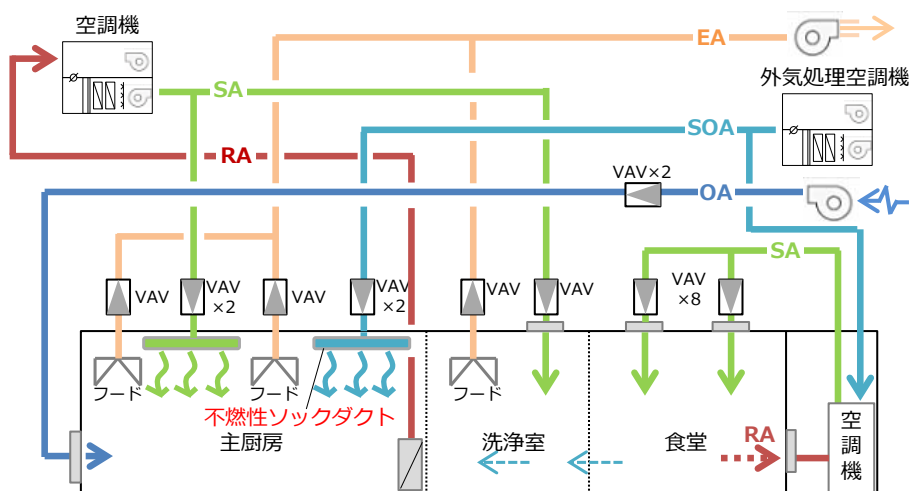 空調機
EA
外気処理空調機
SA
SOA
RA
VAV×2
OA
SA
VAV
VAV
×2
VAV
VAV
×2
VAV
VAV
VAV
×8
フード
フード
フード
不燃性ソックダクト
主厨房
洗浄室
食堂
RA
空調機